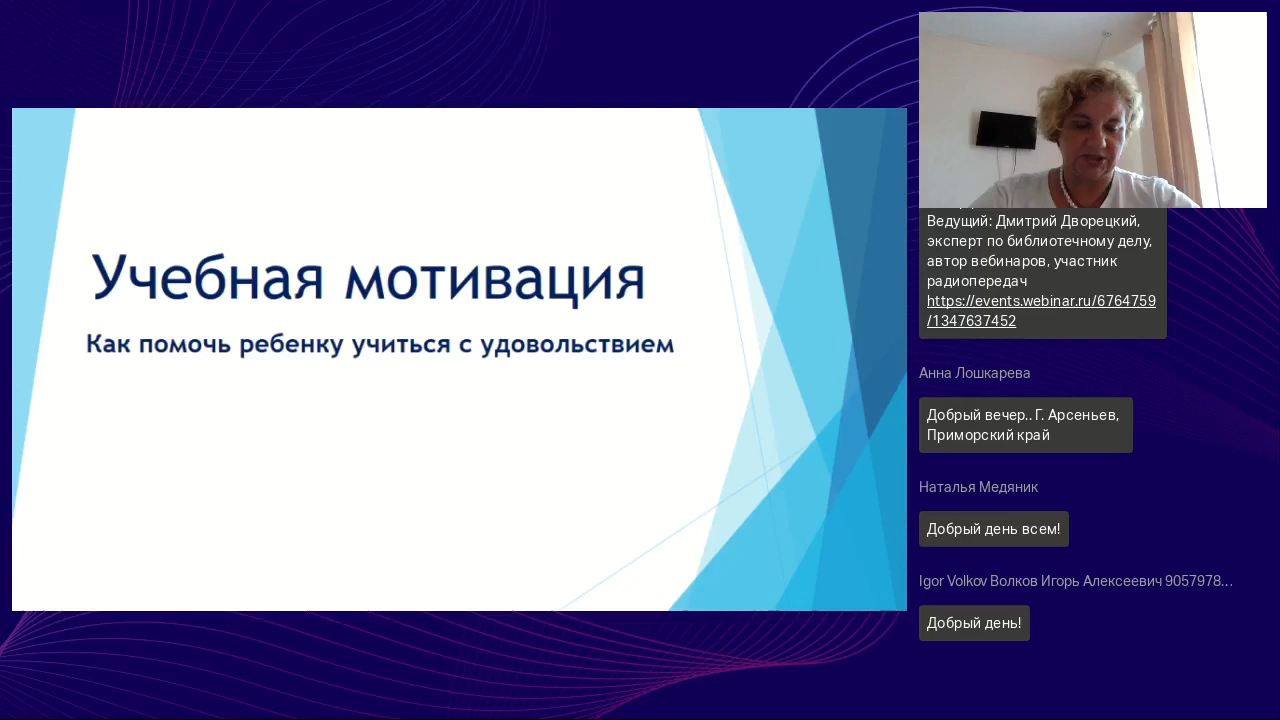 Учебная мотивация
Как помочь ребенку учиться с удовольствием
Ведущий: Дмитрий Дворецкий,
эксперт по библиотечному делу,
автор вебинаров, участник
радиопередач
https://events.webinar.ru/6764759
/1347637452
Анна Лошкарева
Добрый вечер.. Г. Арсеньев,
Приморский край
Наталья Медяник
Добрый день всем!
Igor Volkov Волков Игорь Алексеевич 9057978...
Добрый день!